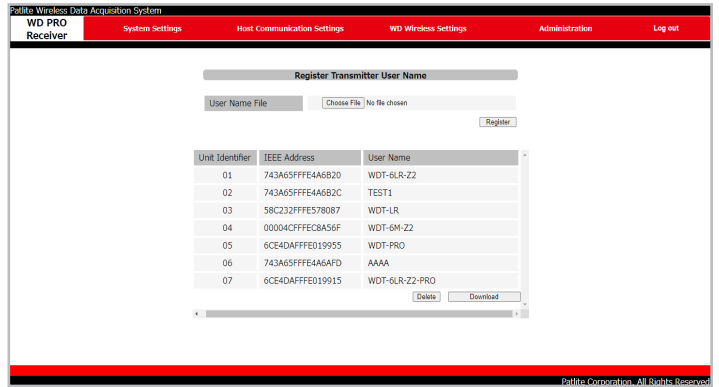 Patlite Wireless Data Acquisition System
WD PRO Receiver
System Settings
Host Communication Settings
WD Wireless Settings
Administration
Log out
Register Transmitter User Name
User Name File Choose File No file chosen
Register
Unit Identifier IEEE Address User Name
01 743A65FFFE4A6B20 WDT-6LR-Z2
02 743A65FFFE4A6B2C TEST1
03 58C232FFFE578087 WDT-LR
04 00004CFFFEC8A56F WDT-6M-Z2
05 6CE4DAFFFE019955 WDT-PRO
06 743A65FFFE4A6AFD AAAA
07 6CE4DAFFFE019915 WDT-6LR-Z2-PRO
Delete Download
Patlite Corporation. All Rights Reserved